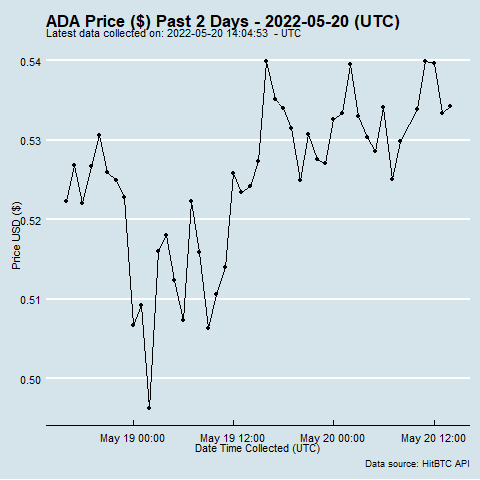 ADA Price ($) Past 2 Days - 2022-05-20 (UTC)
Latest data collected on: 2022-05-20 14:04:53 - UTC
0.54
0.53
0.52
0.51
0.50
Price USD ($)
May 19 00:00
May 19 12:00
May 20 00:00
May 20 12:00
Date Time Collected (UTC)
Data source: HitBTC API